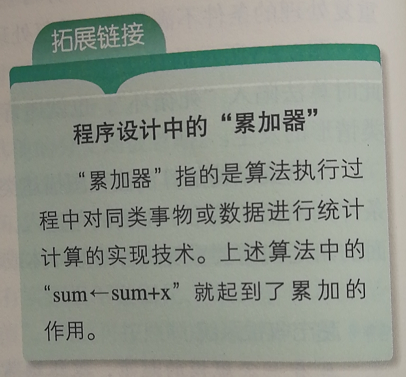 拓展链接
程序设计中的“累加器”
“累加器”指的是算法执行过
程中对同类事物或数据进行统计
计算的实现技术。上述算法中的
“sum←sum+x”就起到了累加的
作用。